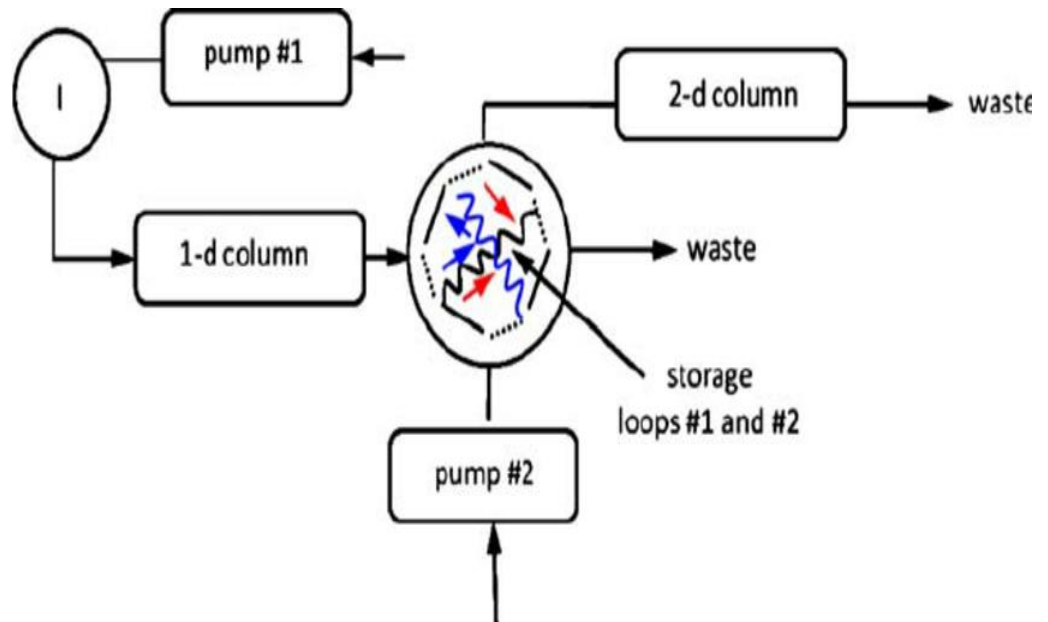 pump #1
I
2-d column
waste
1-d column
waste
storage
loops #1 and #2
pump #2